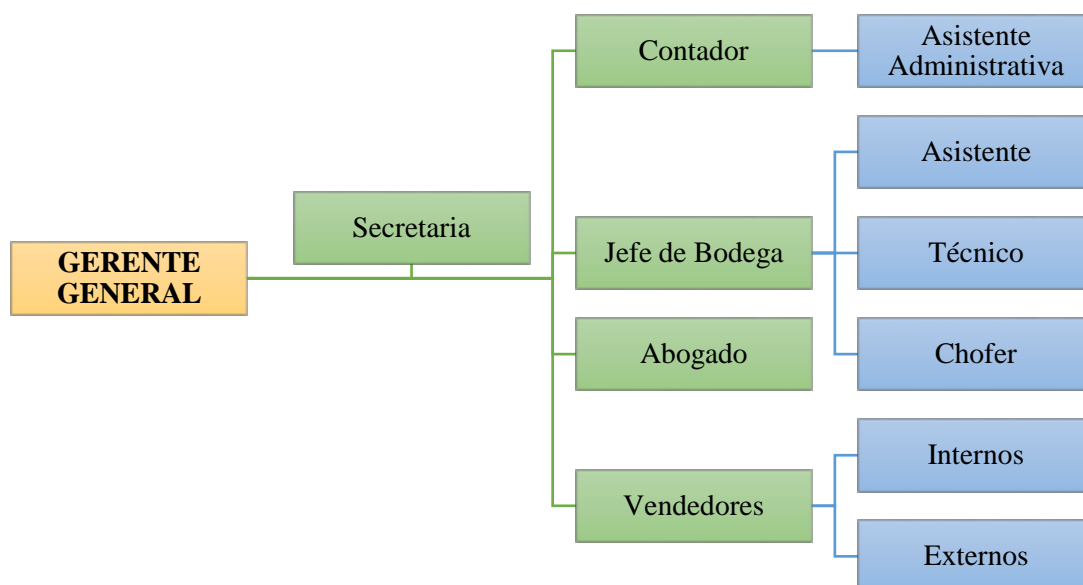 GERENTE
GENERAL
Secretaria
Contador
Asistente
Administrativa
Jefe de Bodega
Asistente
Técnico
Chofer
Abogado
Vendedores
Internos
Externos